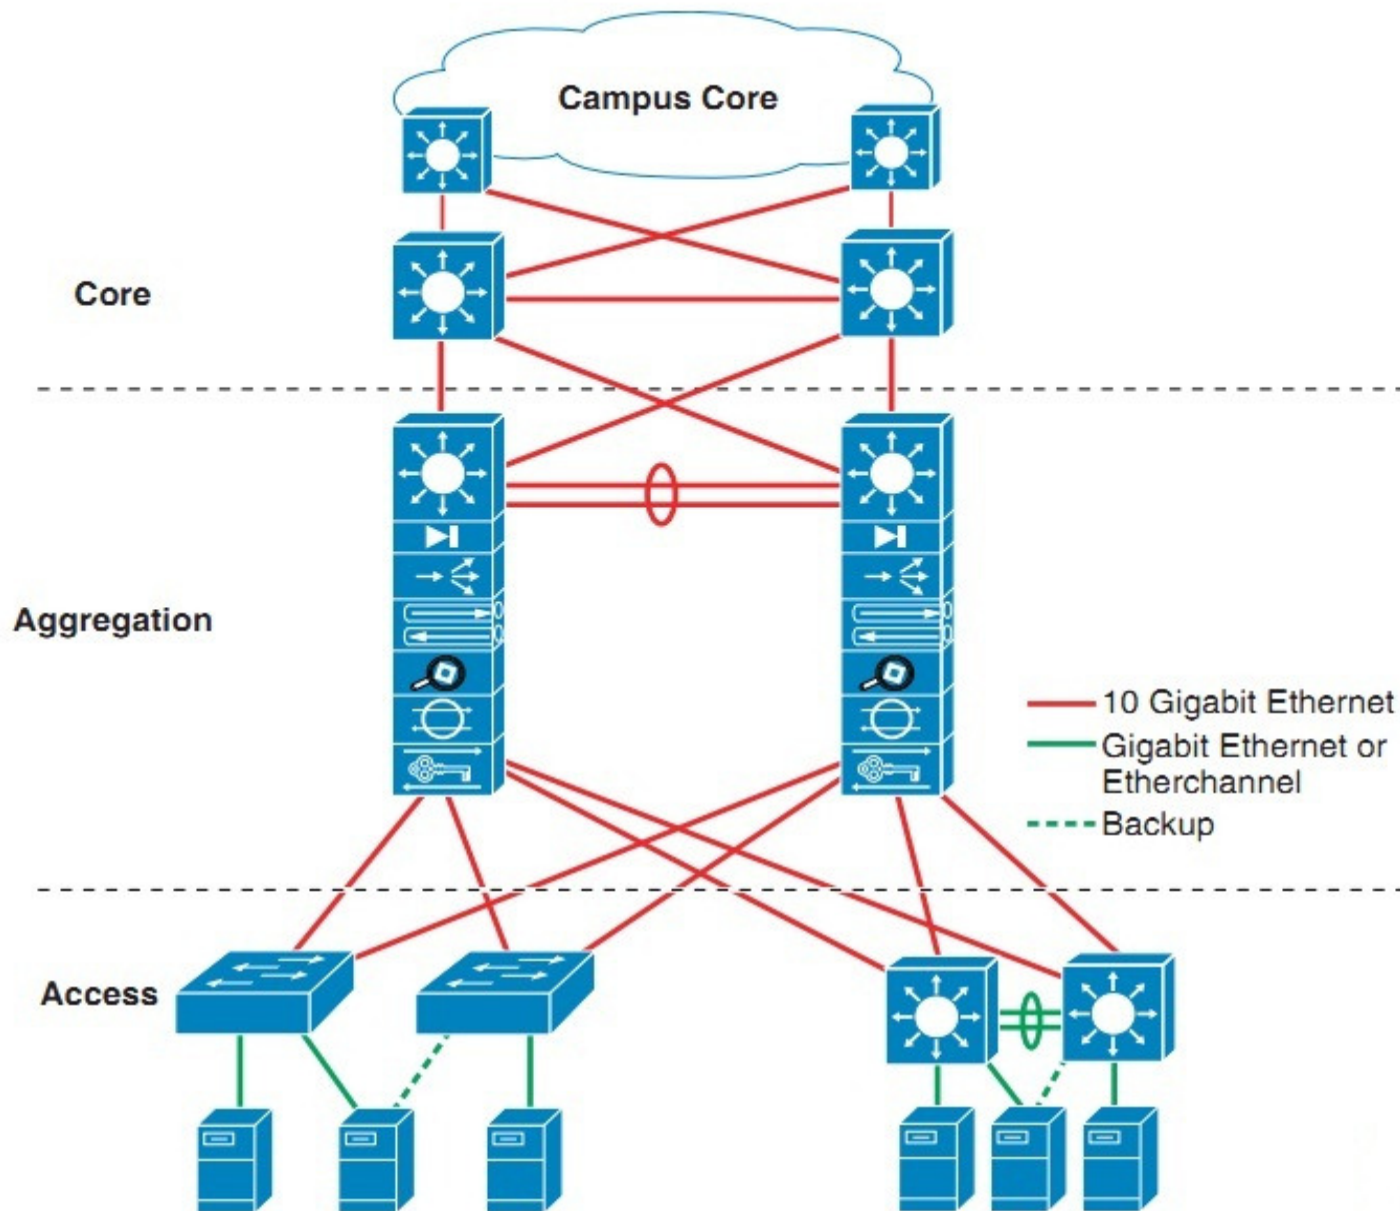 Campus Core
Core
Aggregation
10 Gigabit Ethernet
Gigabit Ethernet or
Etherchannel
Backup
Access